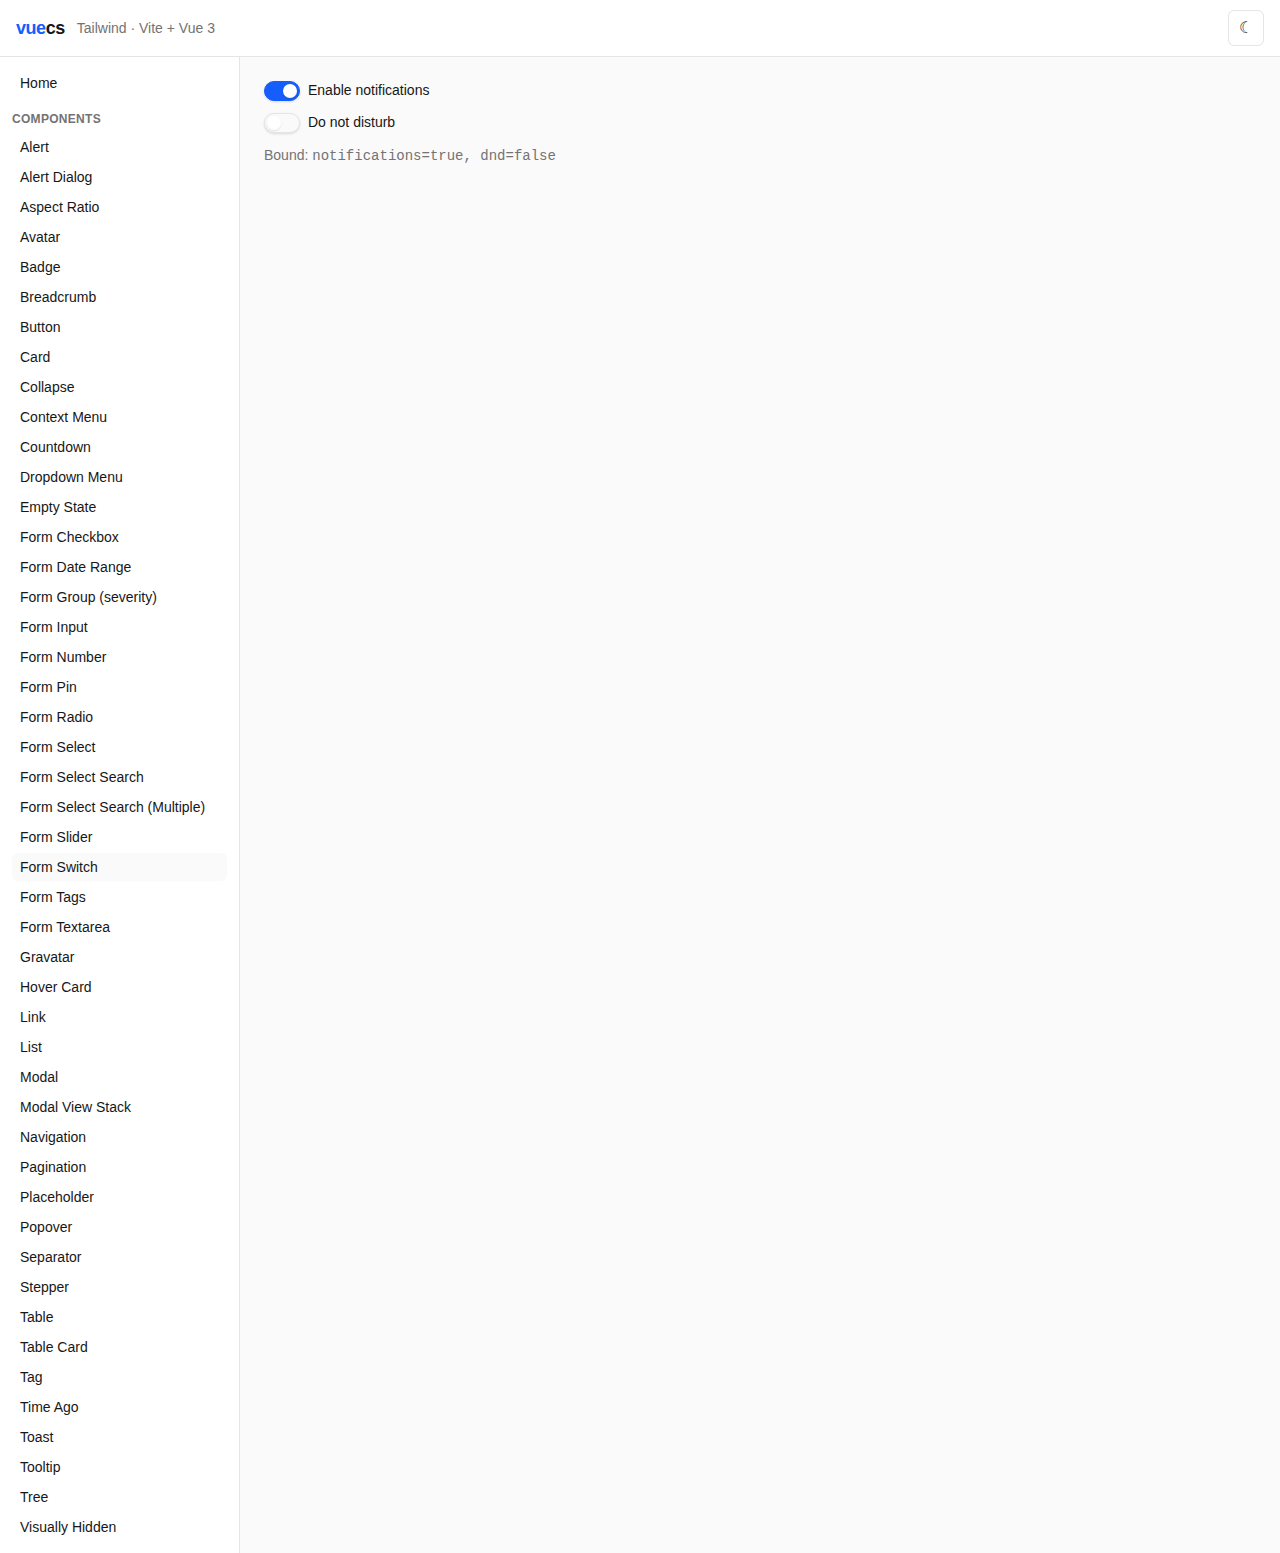 vuecs Tailwind · Vite + Vue 3
Home
COMPONENTS
Alert
Alert Dialog
Aspect Ratio
Avatar
Badge
Breadcrumb
Button
Card
Collapse
Context Menu
Countdown
Dropdown Menu
Empty State
Form Checkbox
Form Date Range
Form Group (severity)
Form Input
Form Number
Form Pin
Form Radio
Form Select
Form Select Search
Form Select Search (Multiple)
Form Slider
Form Switch
Form Tags
Form Textarea
Gravatar
Hover Card
Link
List
Modal
Modal View Stack
Navigation
Pagination
Placeholder
Popover
Separator
Stepper
Table
Table Card
Tag
Time Ago
Toast
Tooltip
Tree
Visually Hidden
Enable notifications
Do not disturb
Bound: notifications=true, dnd=false